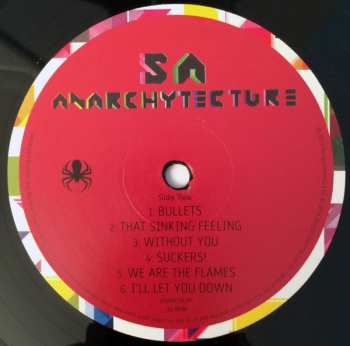 SA
ANARCHYTECTURE
Side Two
1. BULLETS
2. THAT SINKING FEELING
3. WITHOUT YOU
4. SUCKERS!
5. WE ARE THE FLAMES
6. I'LL LET YOU DOWN